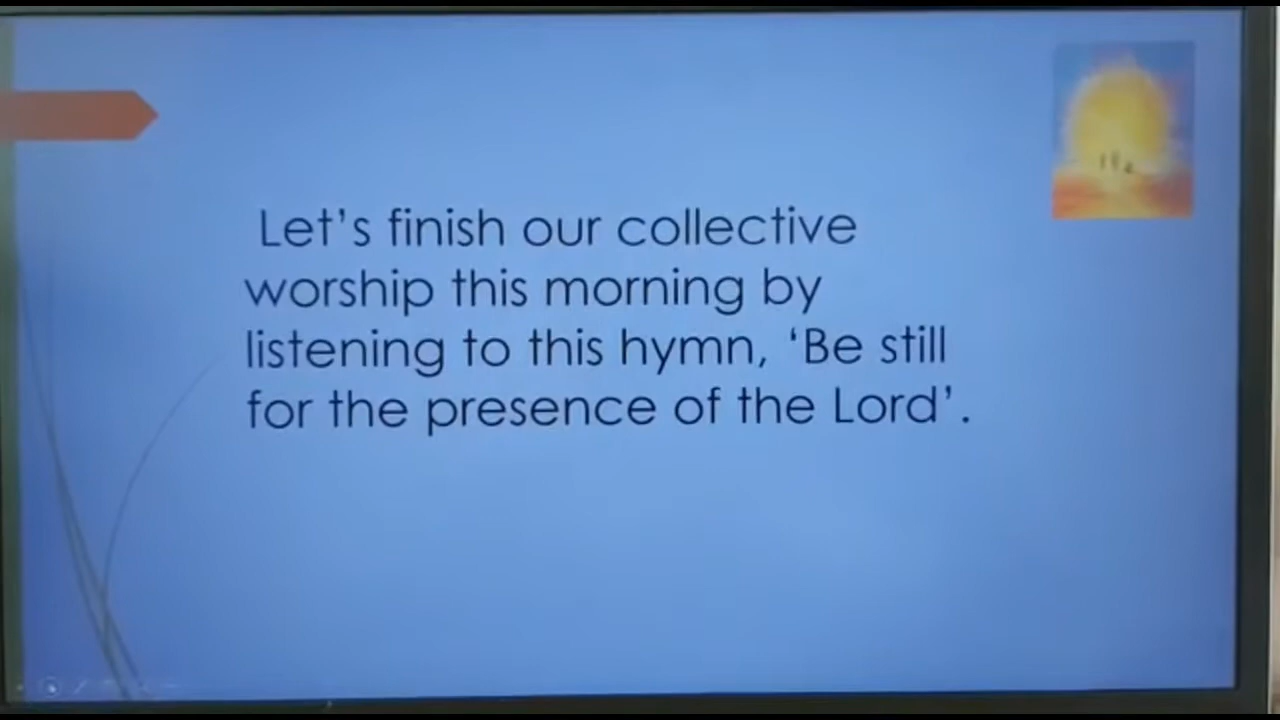 Let’s finish our collective
worship this morning by
listening to this hymn, ‘Be still
for the presence of the Lord’.